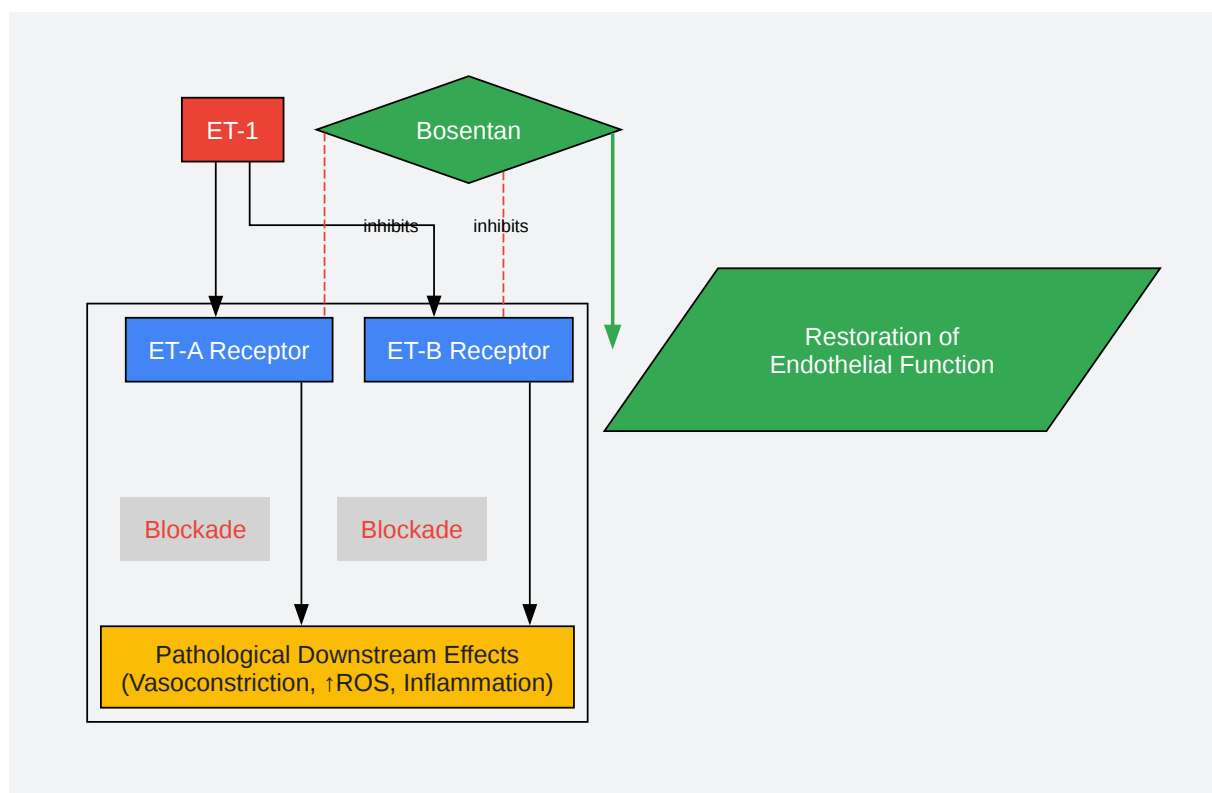 ET-1
Bosentan
inhibits
inhibits
ET-A Receptor
ET-B Receptor
Restoration of
Endothelial Function
Blockade
Blockade
Pathological Downstream Effects
(Vasoconstriction, ↑ROS, Inflammation)